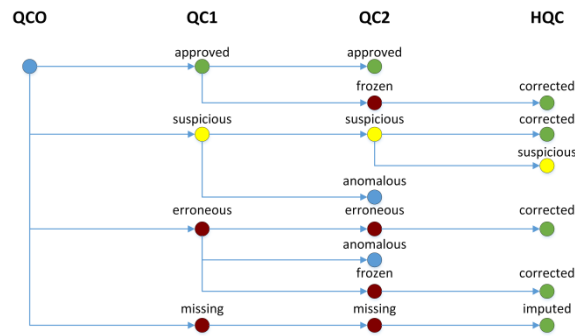 QCO QC1 QC2 HQC
approved approved
frozen corrected
suspicious suspicious corrected
suspicious
anomalous
erroneous erroneous corrected
anomalous
frozen corrected
missing missing imputed